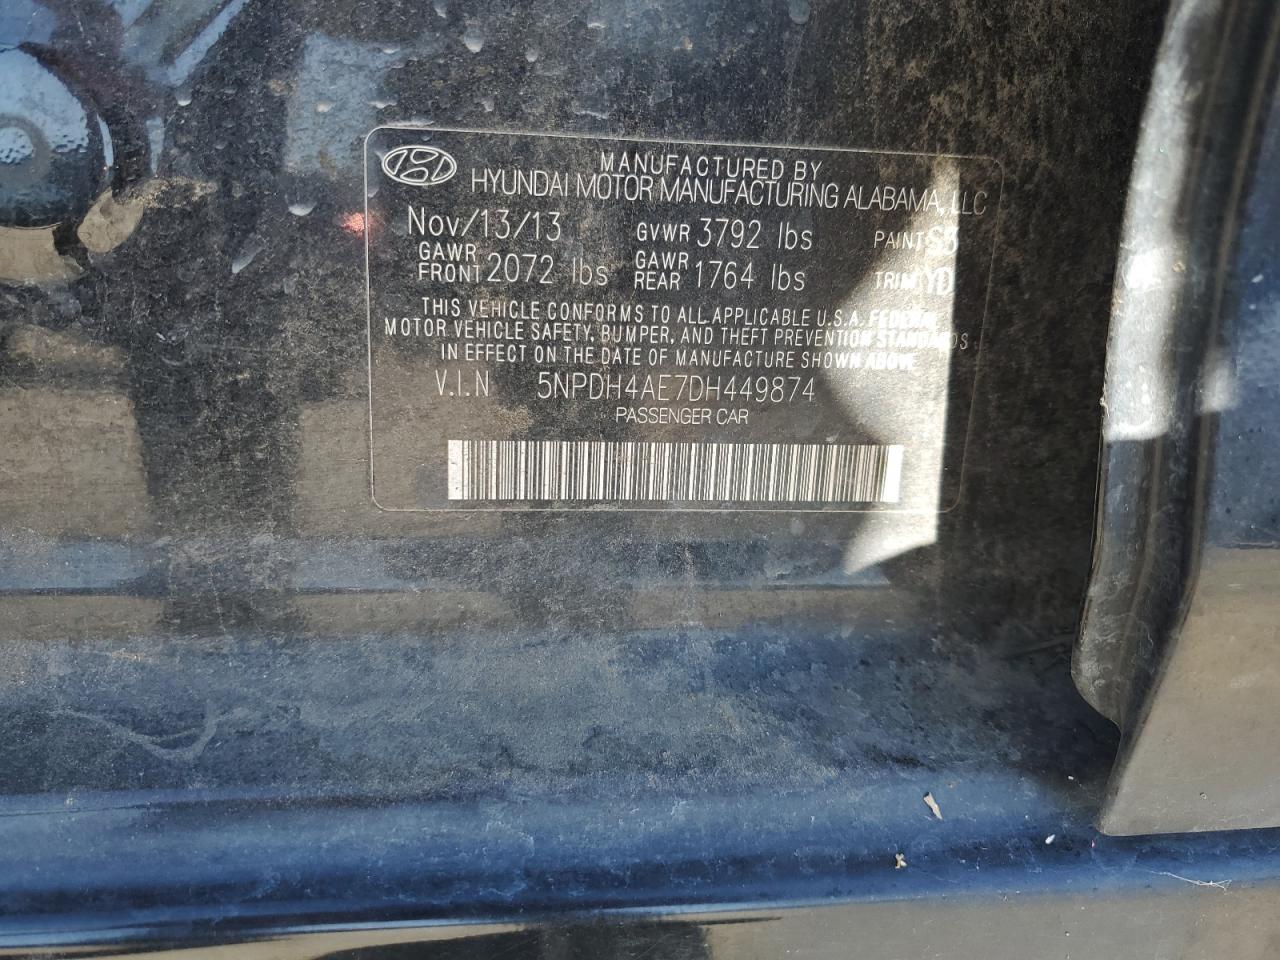 MANUFACTURED BY
HYUNDAI MOTOR MANUFACTURING ALABAMA, LLC
Nov/13/13 GVWR 3792 lbs PAINT S3
GAWR FRONT 2072 lbs GAWR REAR 1764 lbs TRIM YD
THIS VEHICLE CONFORMS TO ALL APPLICABLE U.S.A. FEDERAL
MOTOR VEHICLE SAFETY, BUMPER, AND THEFT PREVENTION STANDARDS
IN EFFECT ON THE DATE OF MANUFACTURE SHOWN ABOVE
V.I.N 5NPDH4AE7DH449874
PASSENGER CAR